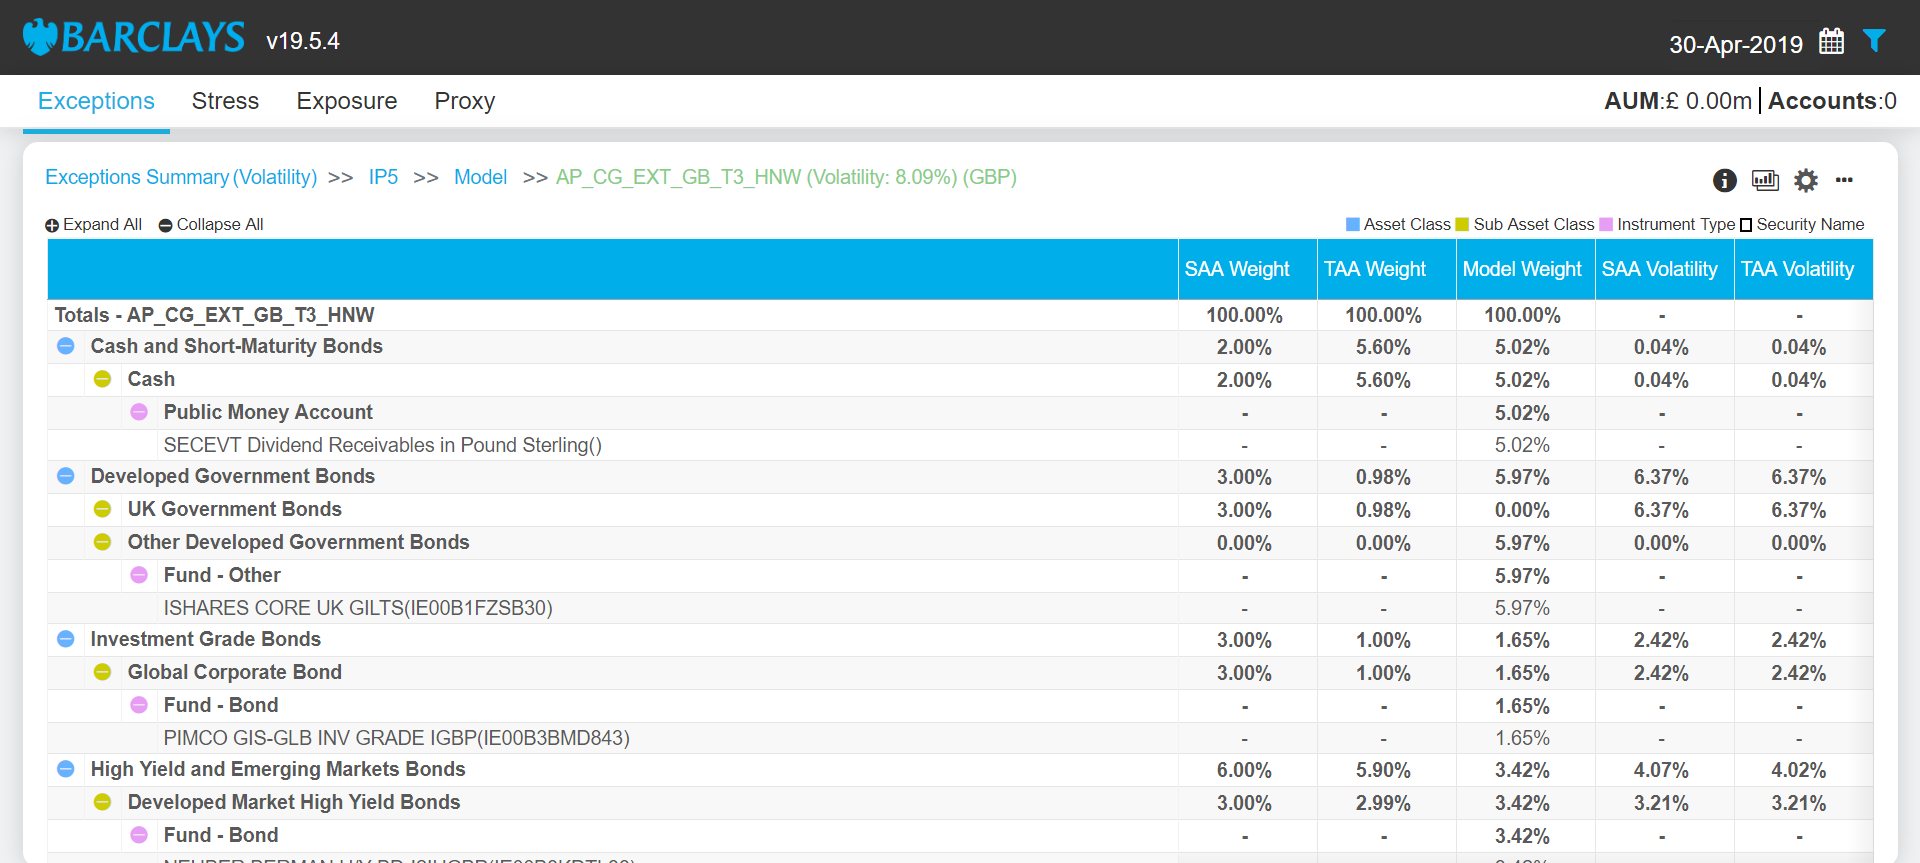 BARCLAYS v19.5.4 30-Apr-2019
Exceptions Stress Exposure Proxy AUM:£ 0.00m Accounts:0
Exceptions Summary (Volatility) >> IP5 >> Model >> AP_CG_EXT_GB_T3_HNW (Volatility: 8.09%) (GBP)
Expand All Collapse All Asset Class Sub Asset Class Instrument Type Security Name
SAA Weight TAA Weight Model Weight SAA Volatility TAA Volatility
Totals - AP_CG_EXT_GB_T3_HNW 100.00% 100.00% 100.00% - -
Cash and Short-Maturity Bonds 2.00% 5.60% 5.02% 0.04% 0.04%
Cash 2.00% 5.60% 5.02% 0.04% 0.04%
Public Money Account - - 5.02% - -
SECEVT Dividend Receivables in Pound Sterling() - - 5.02% - -
Developed Government Bonds 3.00% 0.98% 5.97% 6.37% 6.37%
UK Government Bonds 3.00% 0.98% 0.00% 6.37% 6.37%
Other Developed Government Bonds 0.00% 0.00% 5.97% 0.00% 0.00%
Fund - Other - - 5.97% - -
ISHARES CORE UK GILTS(IE00B1FZSB30) - - 5.97% - -
Investment Grade Bonds 3.00% 1.00% 1.65% 2.42% 2.42%
Global Corporate Bond 3.00% 1.00% 1.65% 2.42% 2.42%
Fund - Bond - - 1.65% - -
PIMCO GIS-GLB INV GRADE IGBP(IE00B3BMD843) - - 1.65% - -
High Yield and Emerging Markets Bonds 6.00% 5.90% 3.42% 4.07% 4.02%
Developed Market High Yield Bonds 3.00% 2.99% 3.42% 3.21% 3.21%
Fund - Bond - - 3.42% - -